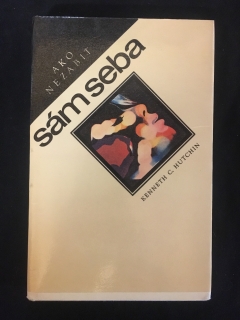 AKO
NEZABIŤ
sám seba
KENNETH C. HUTCHIN